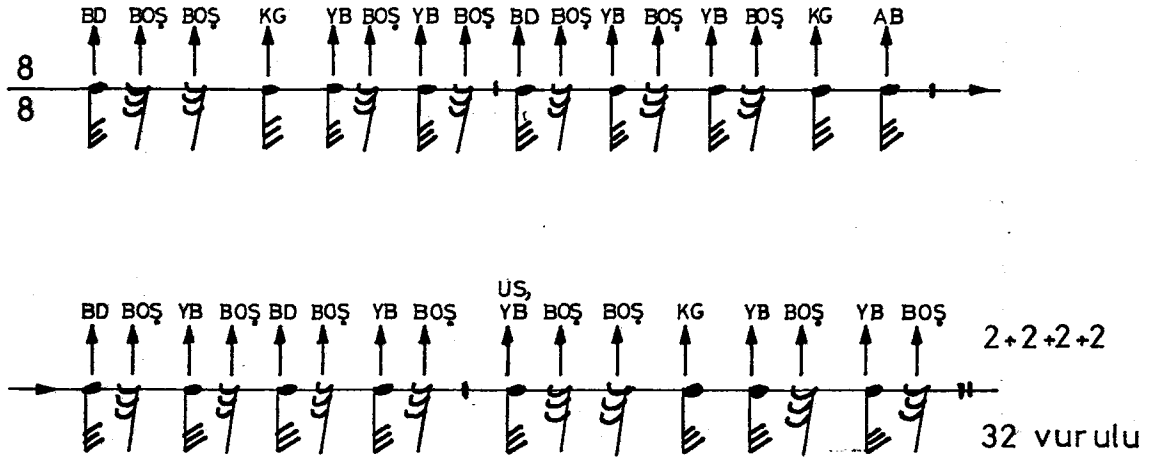 BD BOŞ BOŞ KG YB BOŞ YB BOŞ BD BOŞ YB BOŞ YB BOŞ KG AB
8
8
US,
BD BOŞ YB BOŞ BD BOŞ YB BOŞ YB BOŞ BOŞ KG YB BOŞ YB BOŞ
2+2+2+2
32 vurulu